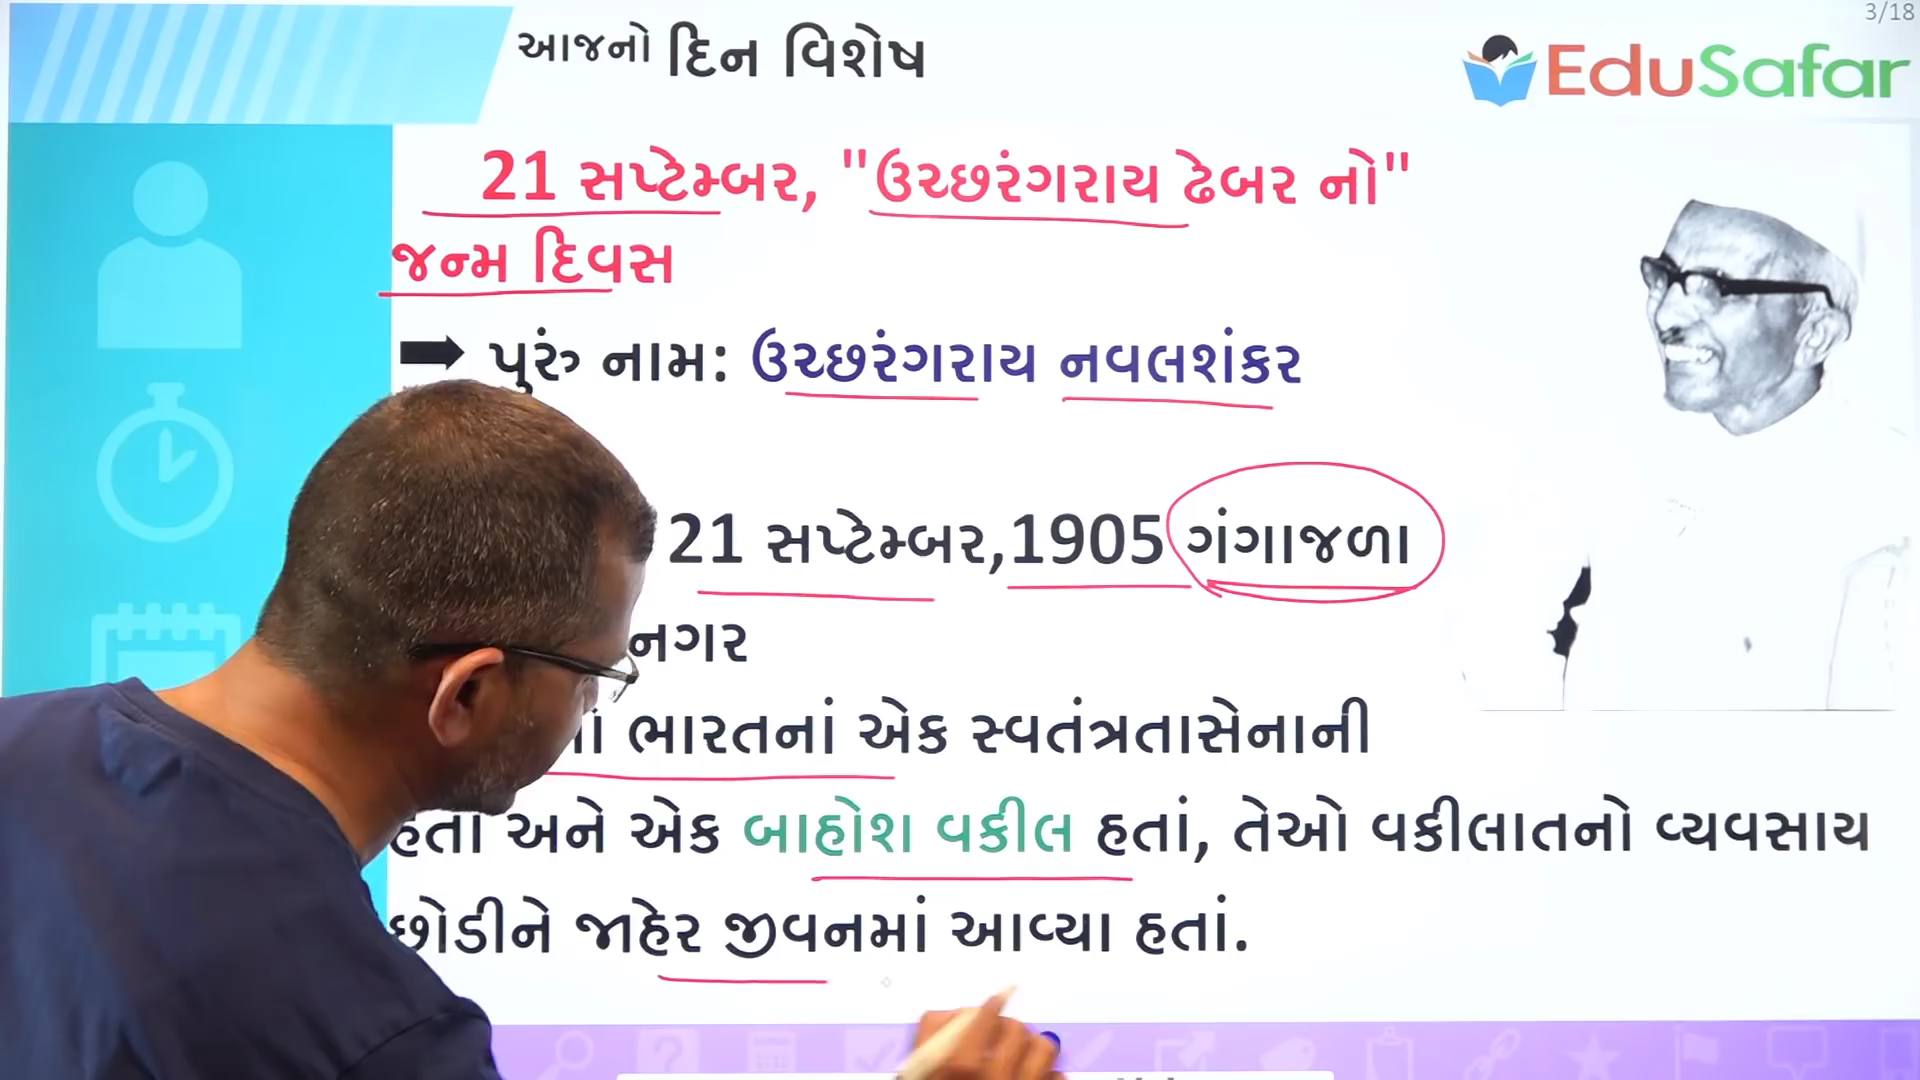 3/18
આજનો દિન વિશેષ
EduSafar
21 સપ્ટેમ્બર, "ઉચ્છરંગરાય ઢેબર નો"
જન્મ દિવસ
પુરું નામ: ઉચ્છરંગરાય નવલશંકર
21 સપ્ટેમ્બર,1905 ગંગાજળા
નગર
ભારતનાં એક સ્વતંત્રતાસેનાની
હતા અને એક બાહોશ વકીલ હતાં, તેઓ વકીલાતનો વ્યવસાય
છોડીને જાહેર જીવનમાં આવ્યા હતાં.